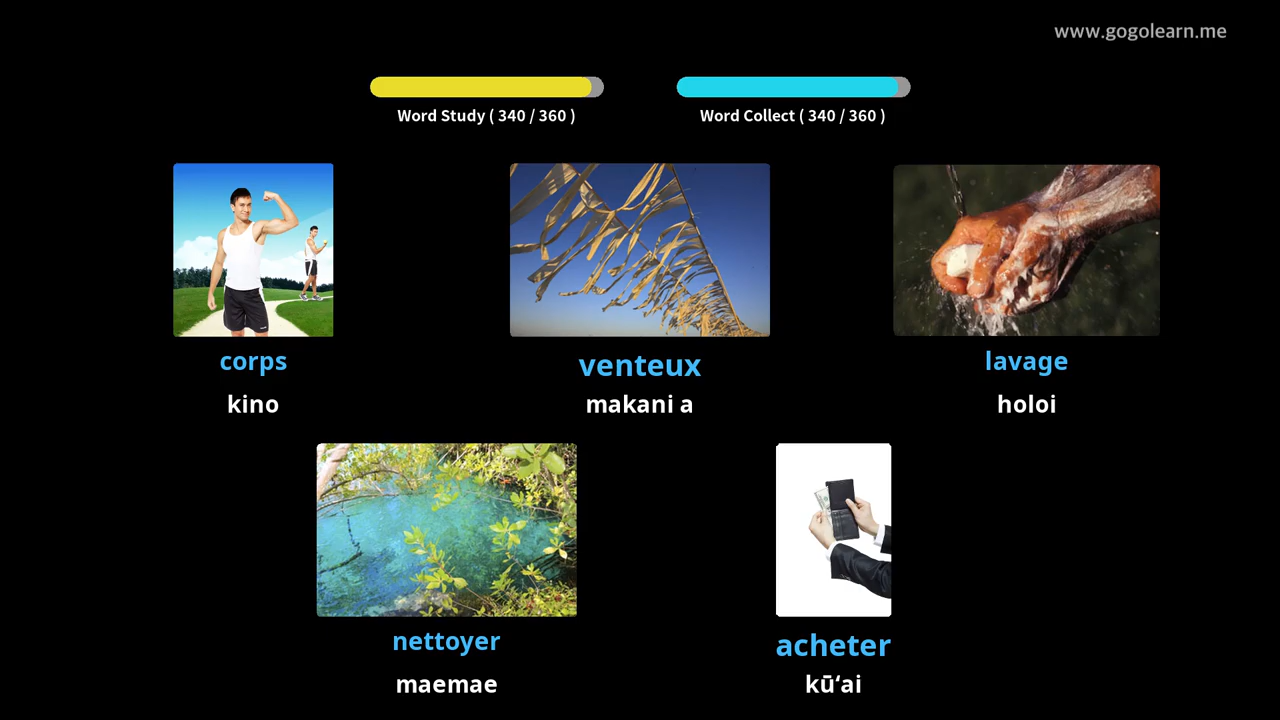 www.gogolearn.me
Word Study ( 340 / 360 )
Word Collect ( 340 / 360 )
corps
kino
venteux
makani a
lavage
holoi
nettoyer
maemae
acheter
kūʻai